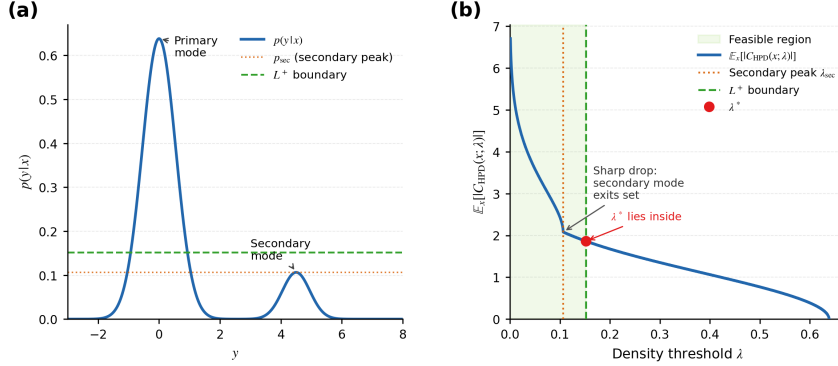 (a)
Primary
mode
p(y|x)
p_sec (secondary peak)
L⁺ boundary
Secondary
mode
p(y|x)
0.0
0.1
0.2
0.3
0.4
0.5
0.6
−2
0
2
4
6
8
y
(b)
Feasible region
𝔼ₓ[|C_HPD(x; λ)|]
Secondary peak λ_sec
L⁺ boundary
λ*
Sharp drop:
secondary mode
exits set
λ* lies inside
𝔼ₓ[|C_HPD(x; λ)|]
0
1
2
3
4
5
6
7
0.0
0.1
0.2
0.3
0.4
0.5
0.6
Density threshold λ